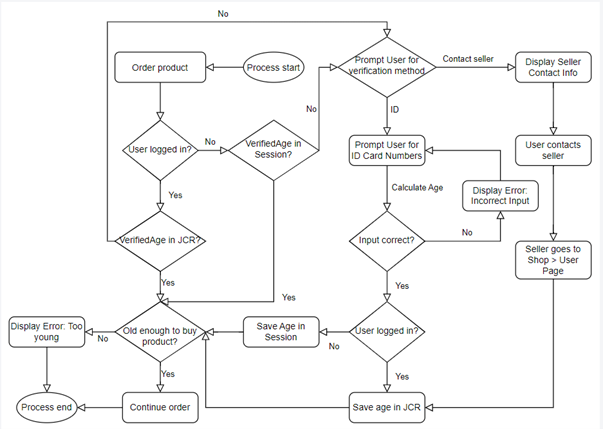 No
Order product
Process start
Prompt User for
verification method
Contact seller
Display Seller
Contact Info
No
ID
User logged in?
No
VerifiedAge in
Session?
Prompt User for
ID Card Numbers
User contacts
seller
Yes
Calculate Age
Display Error:
Incorrect Input
VerifiedAge in JCR?
Input correct?
No
Seller goes to
Shop > User
Page
Yes
Yes
Yes
Display Error: Too
young
No
Old enough to buy
product?
Save Age in
Session
No
User logged in?
Yes
Yes
Process end
Continue order
Save age in JCR